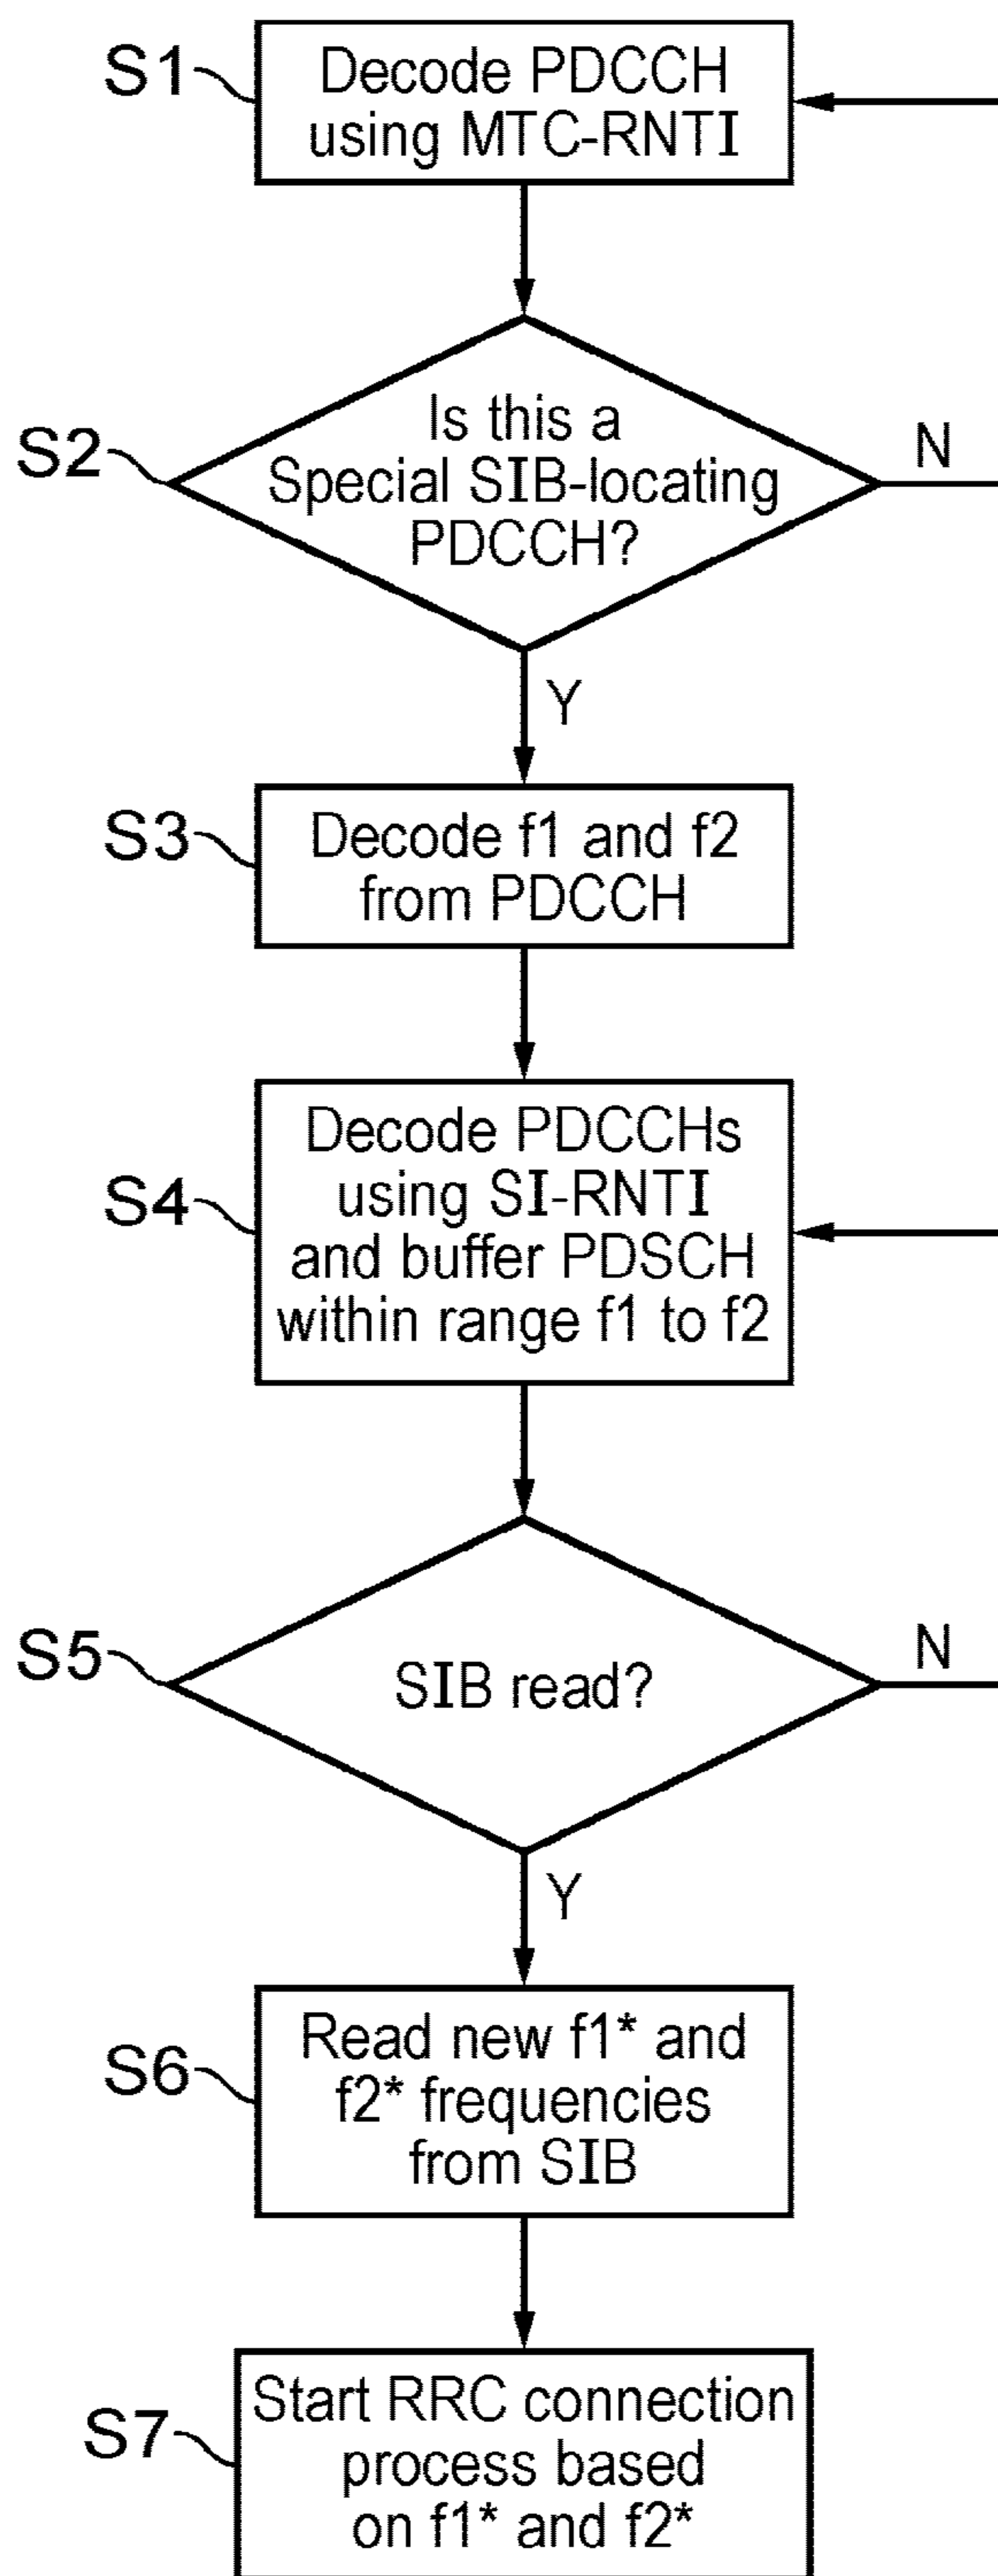 S1
Decode PDCCH
using MTC-RNTI
S2
Is this a
Special SIB-locating
PDCCH?
N
Y
S3
Decode f1 and f2
from PDCCH
S4
Decode PDCCHs
using SI-RNTI
and buffer PDSCH
within range f1 to f2
S5
SIB read?
N
Y
S6
Read new f1* and
f2* frequencies
from SIB
S7
Start RRC connection
process based
on f1* and f2*